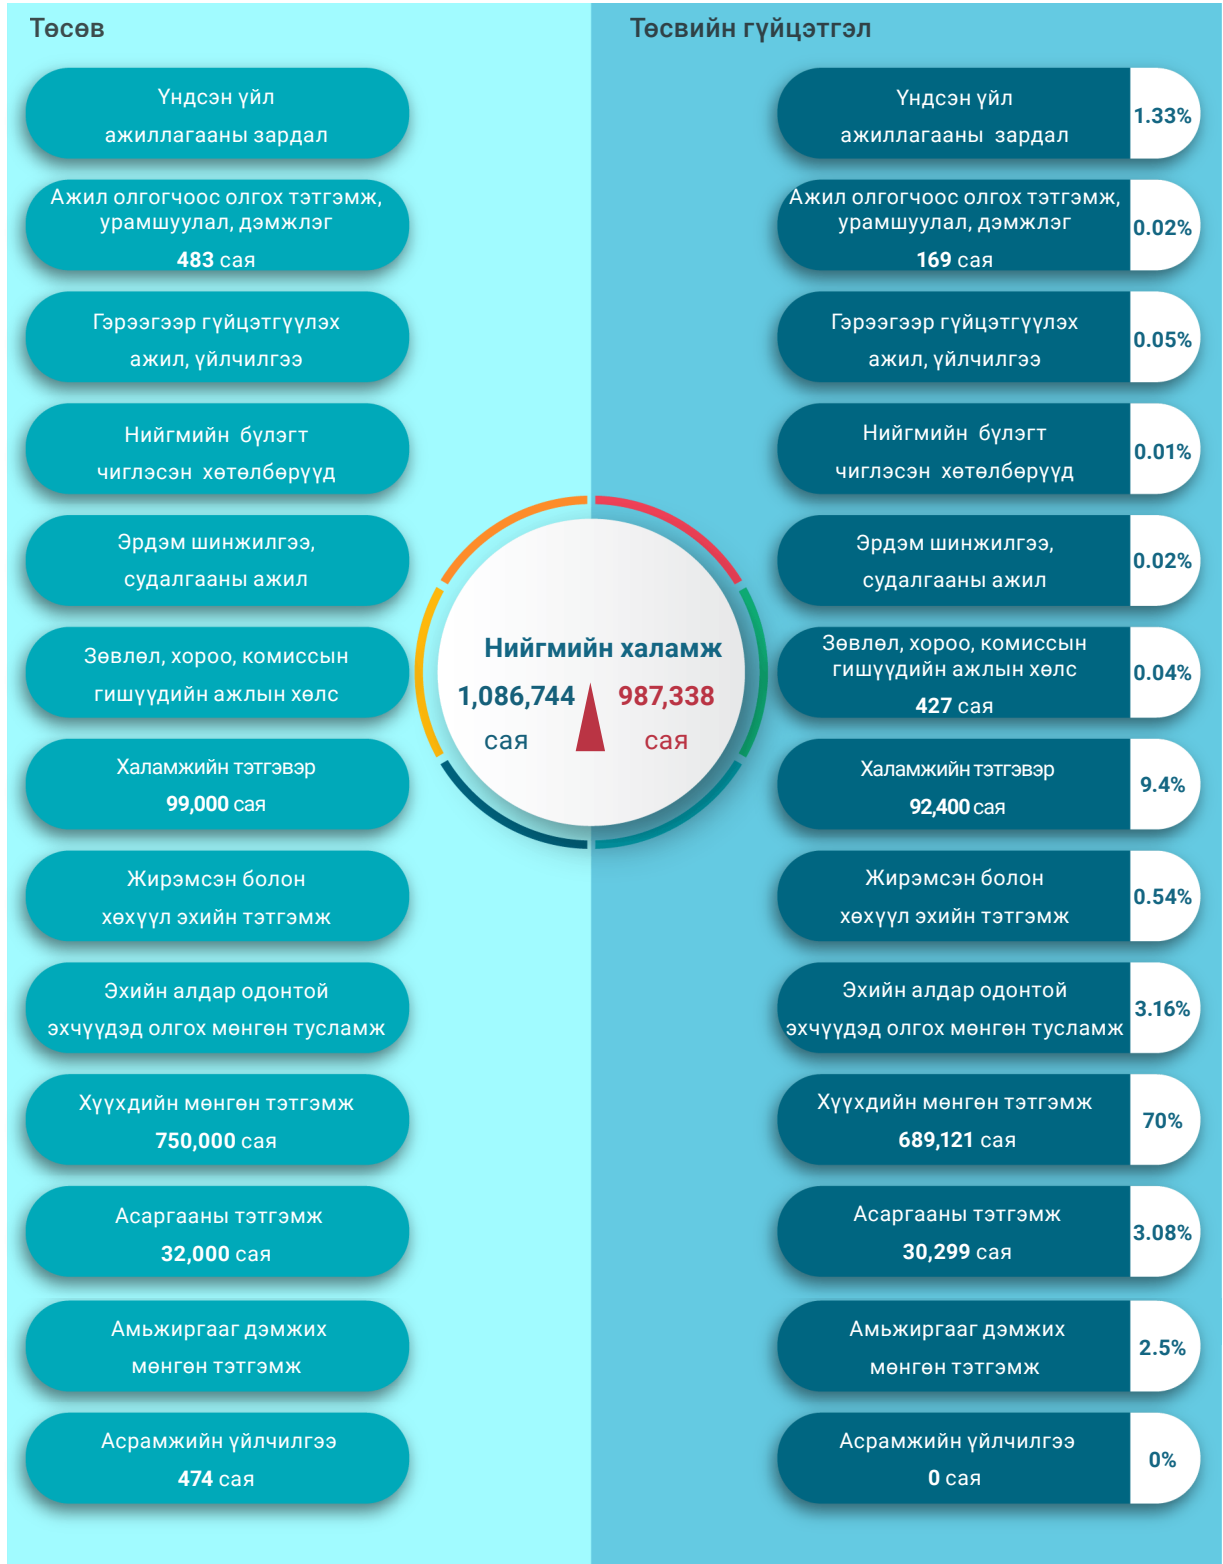 Төсөв
Үндсэн үйл
ажиллагааны зардал
Ажил олгогчоос олгох тэтгэмж,
урамшуулал, дэмжлэг
483 сая
Гэрээгээр гүйцэтгүүлэх
ажил, үйлчилгээ
Нийгмийн бүлэгт
чиглэсэн хөтөлбөрүүд
Эрдэм шинжилгээ,
судалгааны ажил
Зөвлөл, хороо, комиссын
гишүүдийн ажлын хөлс
Халамжийн тэтгэвэр
99,000 сая
Жирэмсэн болон
хөхүүл эхийн тэтгэмж
Эхийн алдар одонтой
эхчүүдэд олгох мөнгөн тусламж
Хүүхдийн мөнгөн тэтгэмж
750,000 сая
Асаргааны тэтгэмж
32,000 сая
Амьжиргааг дэмжих
мөнгөн тэтгэмж
Асрамжийн үйлчилгээ
474 сая
Нийгмийн халамж
1,086,744 987,338
сая сая
Төсвийн гүйцэтгэл
Үндсэн үйл
ажиллагааны зардал
1.33%
Ажил олгогчоос олгох тэтгэмж,
урамшуулал, дэмжлэг
169 сая
0.02%
Гэрээгээр гүйцэтгүүлэх
ажил, үйлчилгээ
0.05%
Нийгмийн бүлэгт
чиглэсэн хөтөлбөрүүд
0.01%
Эрдэм шинжилгээ,
судалгааны ажил
0.02%
Зөвлөл, хороо, комиссын
гишүүдийн ажлын хөлс
427 сая
0.04%
Халамжийн тэтгэвэр
92,400 сая
9.4%
Жирэмсэн болон
хөхүүл эхийн тэтгэмж
0.54%
Эхийн алдар одонтой
эхчүүдэд олгох мөнгөн тусламж
3.16%
Хүүхдийн мөнгөн тэтгэмж
689,121 сая
70%
Асаргааны тэтгэмж
30,299 сая
3.08%
Амьжиргааг дэмжих
мөнгөн тэтгэмж
2.5%
Асрамжийн үйлчилгээ
0 сая
0%